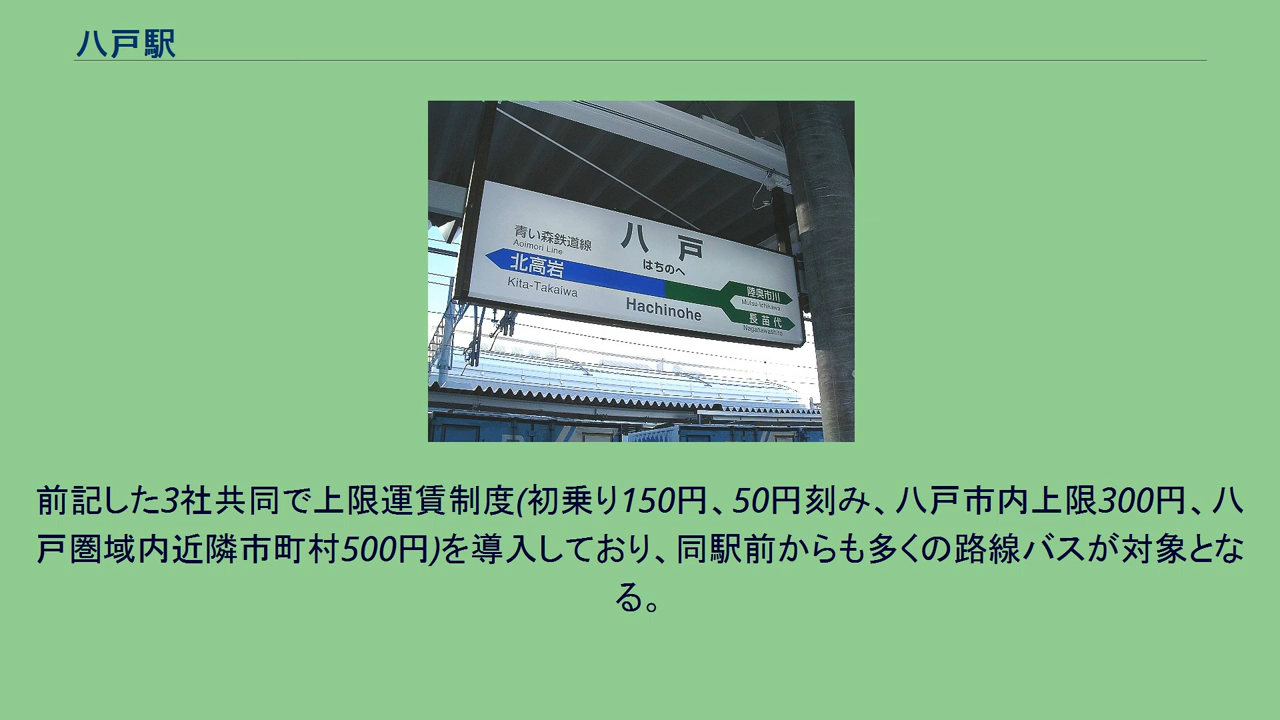 八戸駅
青い森鉄道線
Aoimori Line
北高岩
Kita-Takaiwa
八戸
はちのへ
Hachinohe
陸奥市川
Mutsu-Ichikawa
長苗代
Naganawashiro
前記した3社共同で上限運賃制度(初乗り150円、50円刻み、八戸市内上限300円、八
戸圏域内近隣市町村500円)を導入しており、同駅前からも多くの路線バスが対象とな
る。